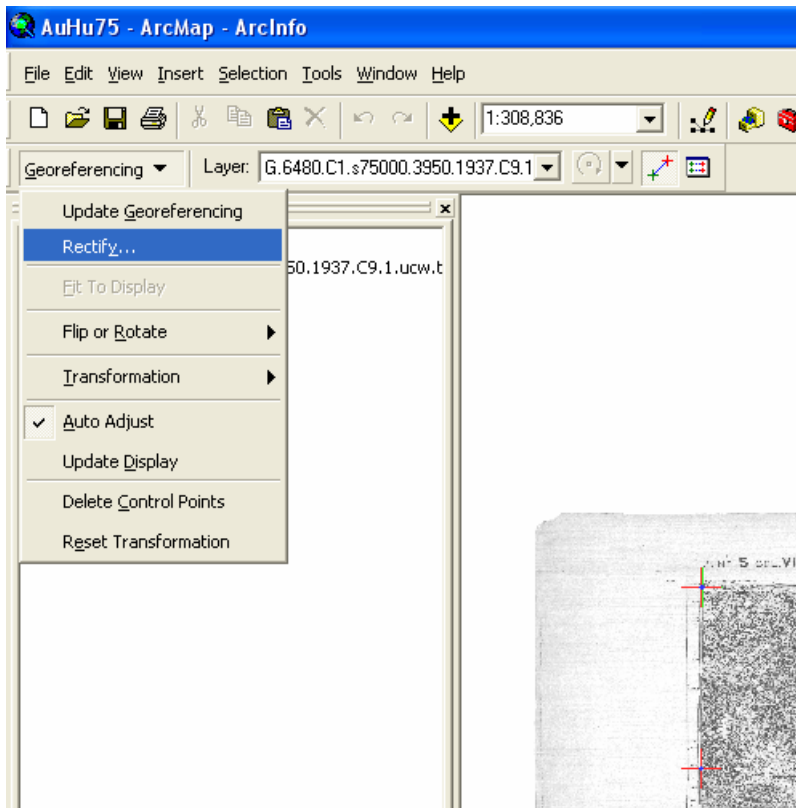 AuHu75 - ArcMap - ArcInfo
File Edit View Insert Selection Tools Window Help
1:308,836
Georeferencing Layer: G.6480.C1.s75000.3950.1937.C9.1
Update Georeferencing
Rectify...
50.1937.C9.1.ucw.t
Fit To Display
Flip or Rotate
Transformation
Auto Adjust
Update Display
Delete Control Points
Reset Transformation